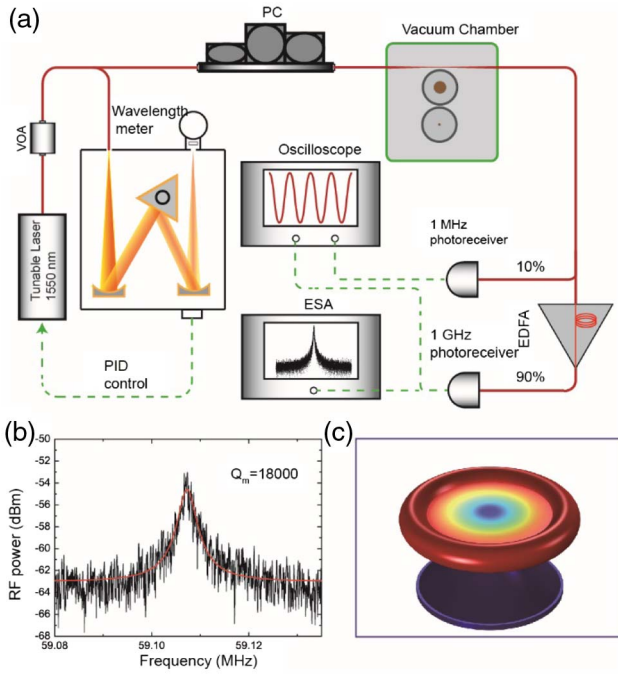 (a)
PC
Vacuum Chamber
VOA
Wavelength
meter
Oscilloscope
Tunable Laser
1550 nm
1 MHz
photoreceiver
10%
ESA
1 GHz
photoreceiver
EDFA
90%
PID
control
(b)
(c)
Qm=18000
RF power (dBm)
-50
-52
-54
-56
-58
-60
-62
-64
-66
-68
59.08
59.10
59.12
Frequency (MHz)